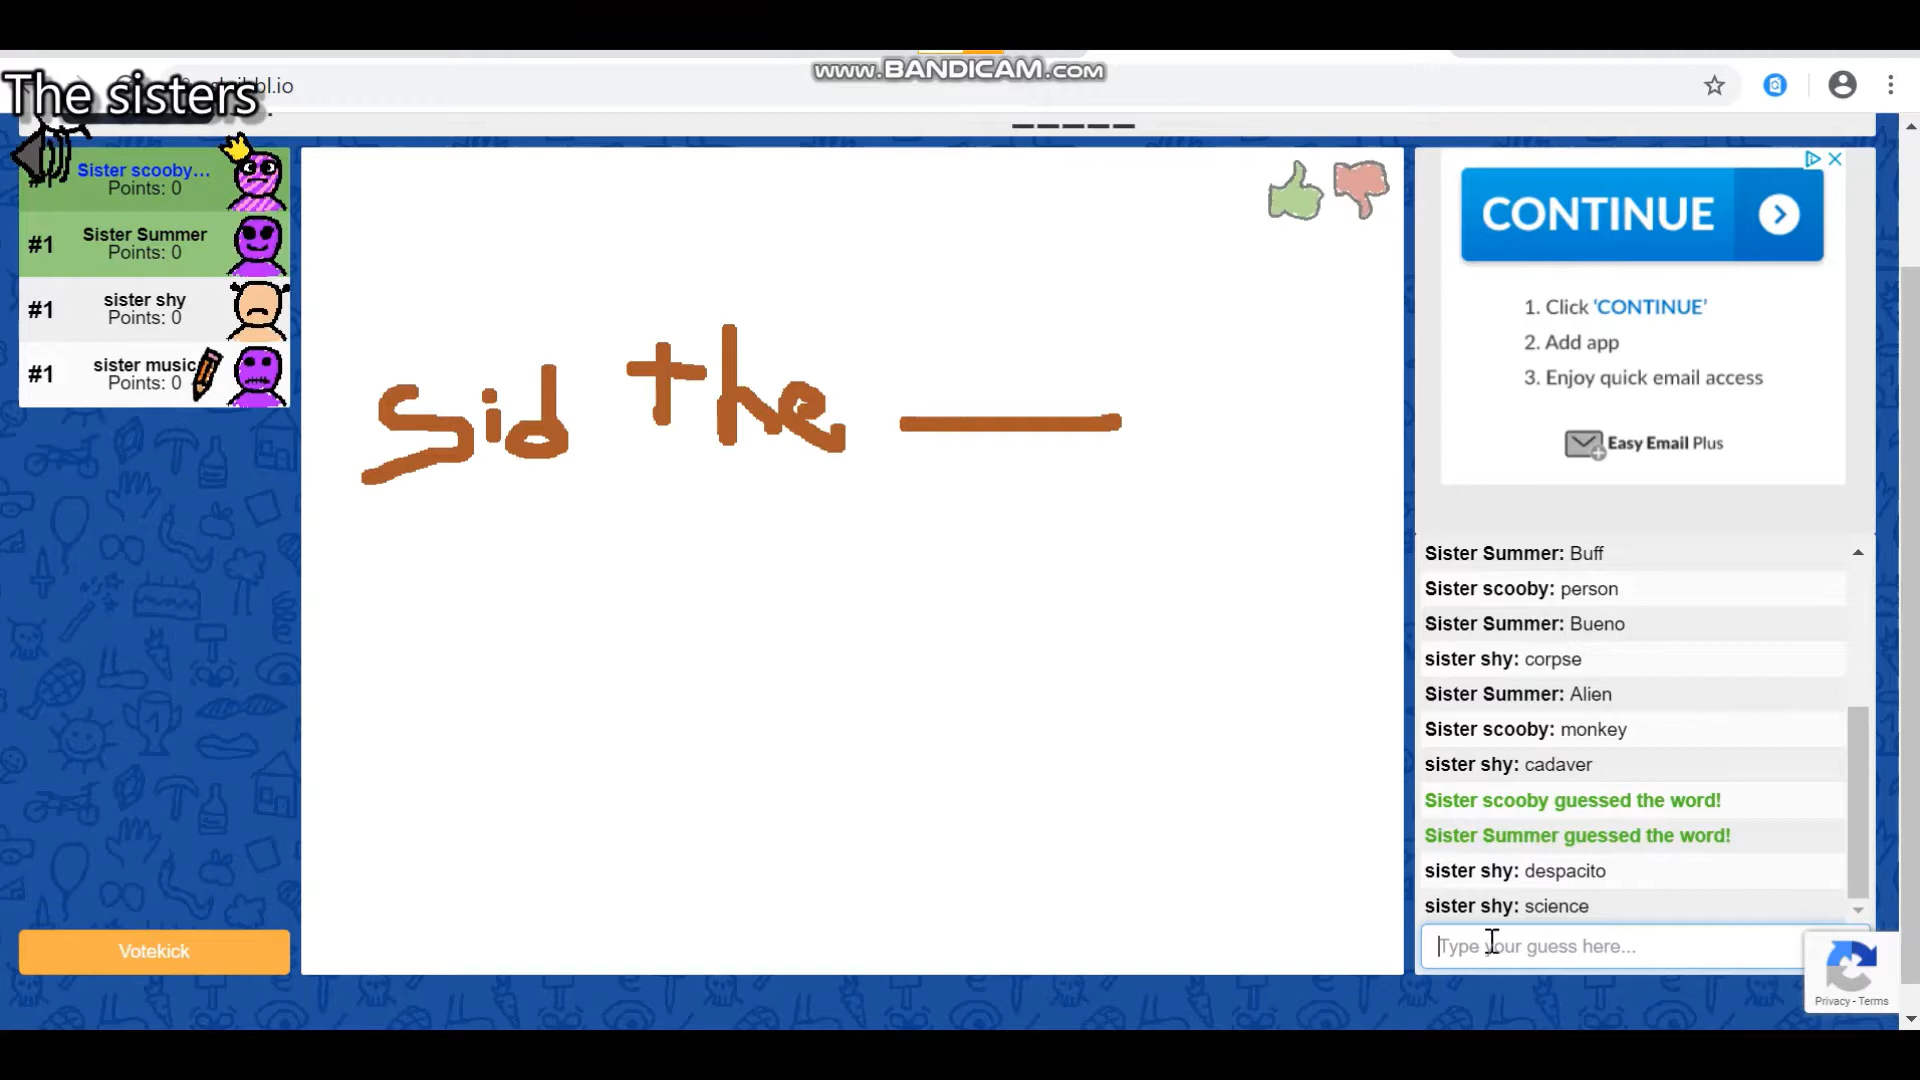 www.BANDICAM.com
The sisters
bl.io
Sister scooby...
Points: 0
#1
Sister Summer
Points: 0
#1
sister shy
Points: 0
#1
sister music
Points: 0
Votekick
Sid the
CONTINUE
1. Click 'CONTINUE'
2. Add app
3. Enjoy quick email access
Easy Email Plus
Sister Summer: Buff
Sister scooby: person
Sister Summer: Bueno
sister shy: corpse
Sister Summer: Alien
Sister scooby: monkey
sister shy: cadaver
Sister scooby guessed the word!
Sister Summer guessed the word!
sister shy: despacito
sister shy: science
Type your guess here...
Privacy - Terms